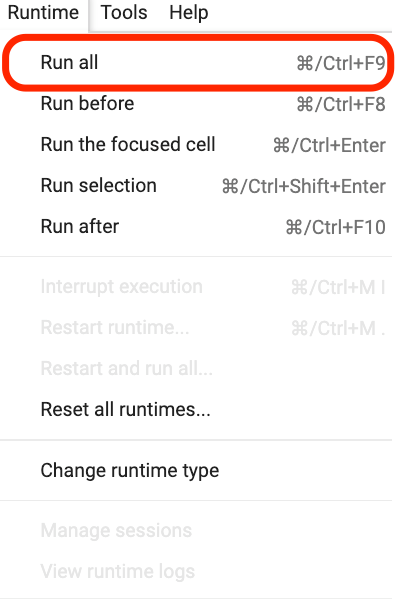 Runtime Tools Help
Run all ⌘/Ctrl+F9
Run before ⌘/Ctrl+F8
Run the focused cell ⌘/Ctrl+Enter
Run selection ⌘/Ctrl+Shift+Enter
Run after ⌘/Ctrl+F10
Interrupt execution ⌘/Ctrl+M I
Restart runtime... ⌘/Ctrl+M .
Restart and run all...
Reset all runtimes...
Change runtime type
Manage sessions
View runtime logs